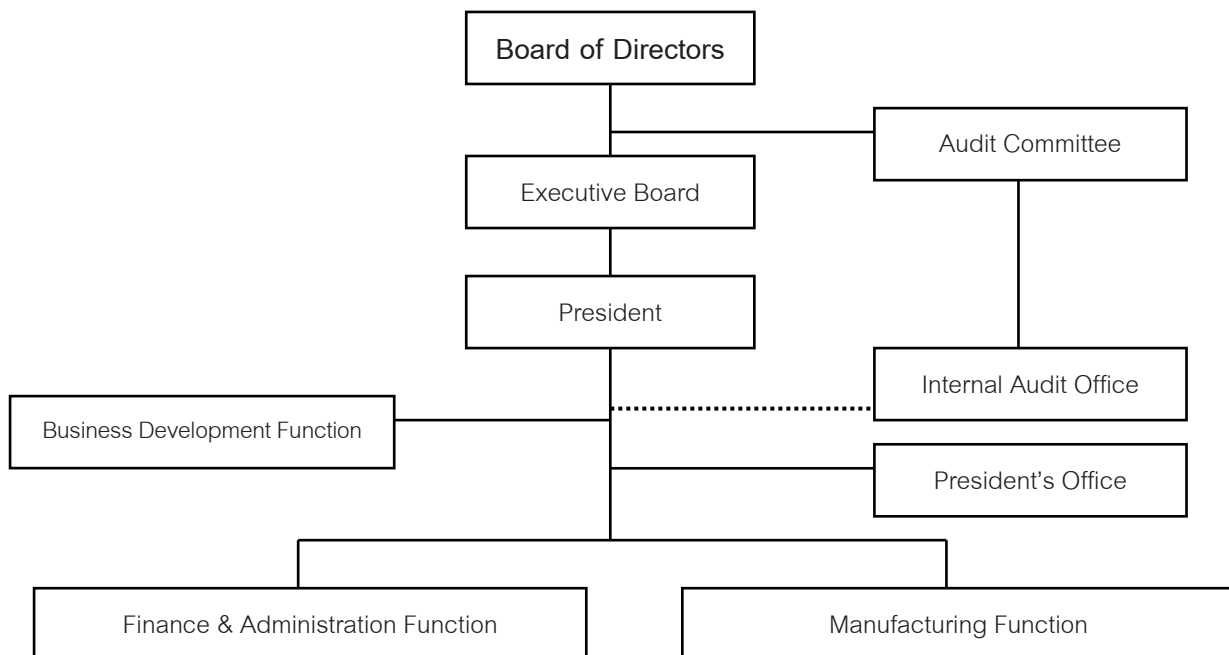 Board of Directors
Audit Committee
Executive Board
President
Internal Audit Office
Business Development Function
President’s Office
Finance & Administration Function
Manufacturing Function